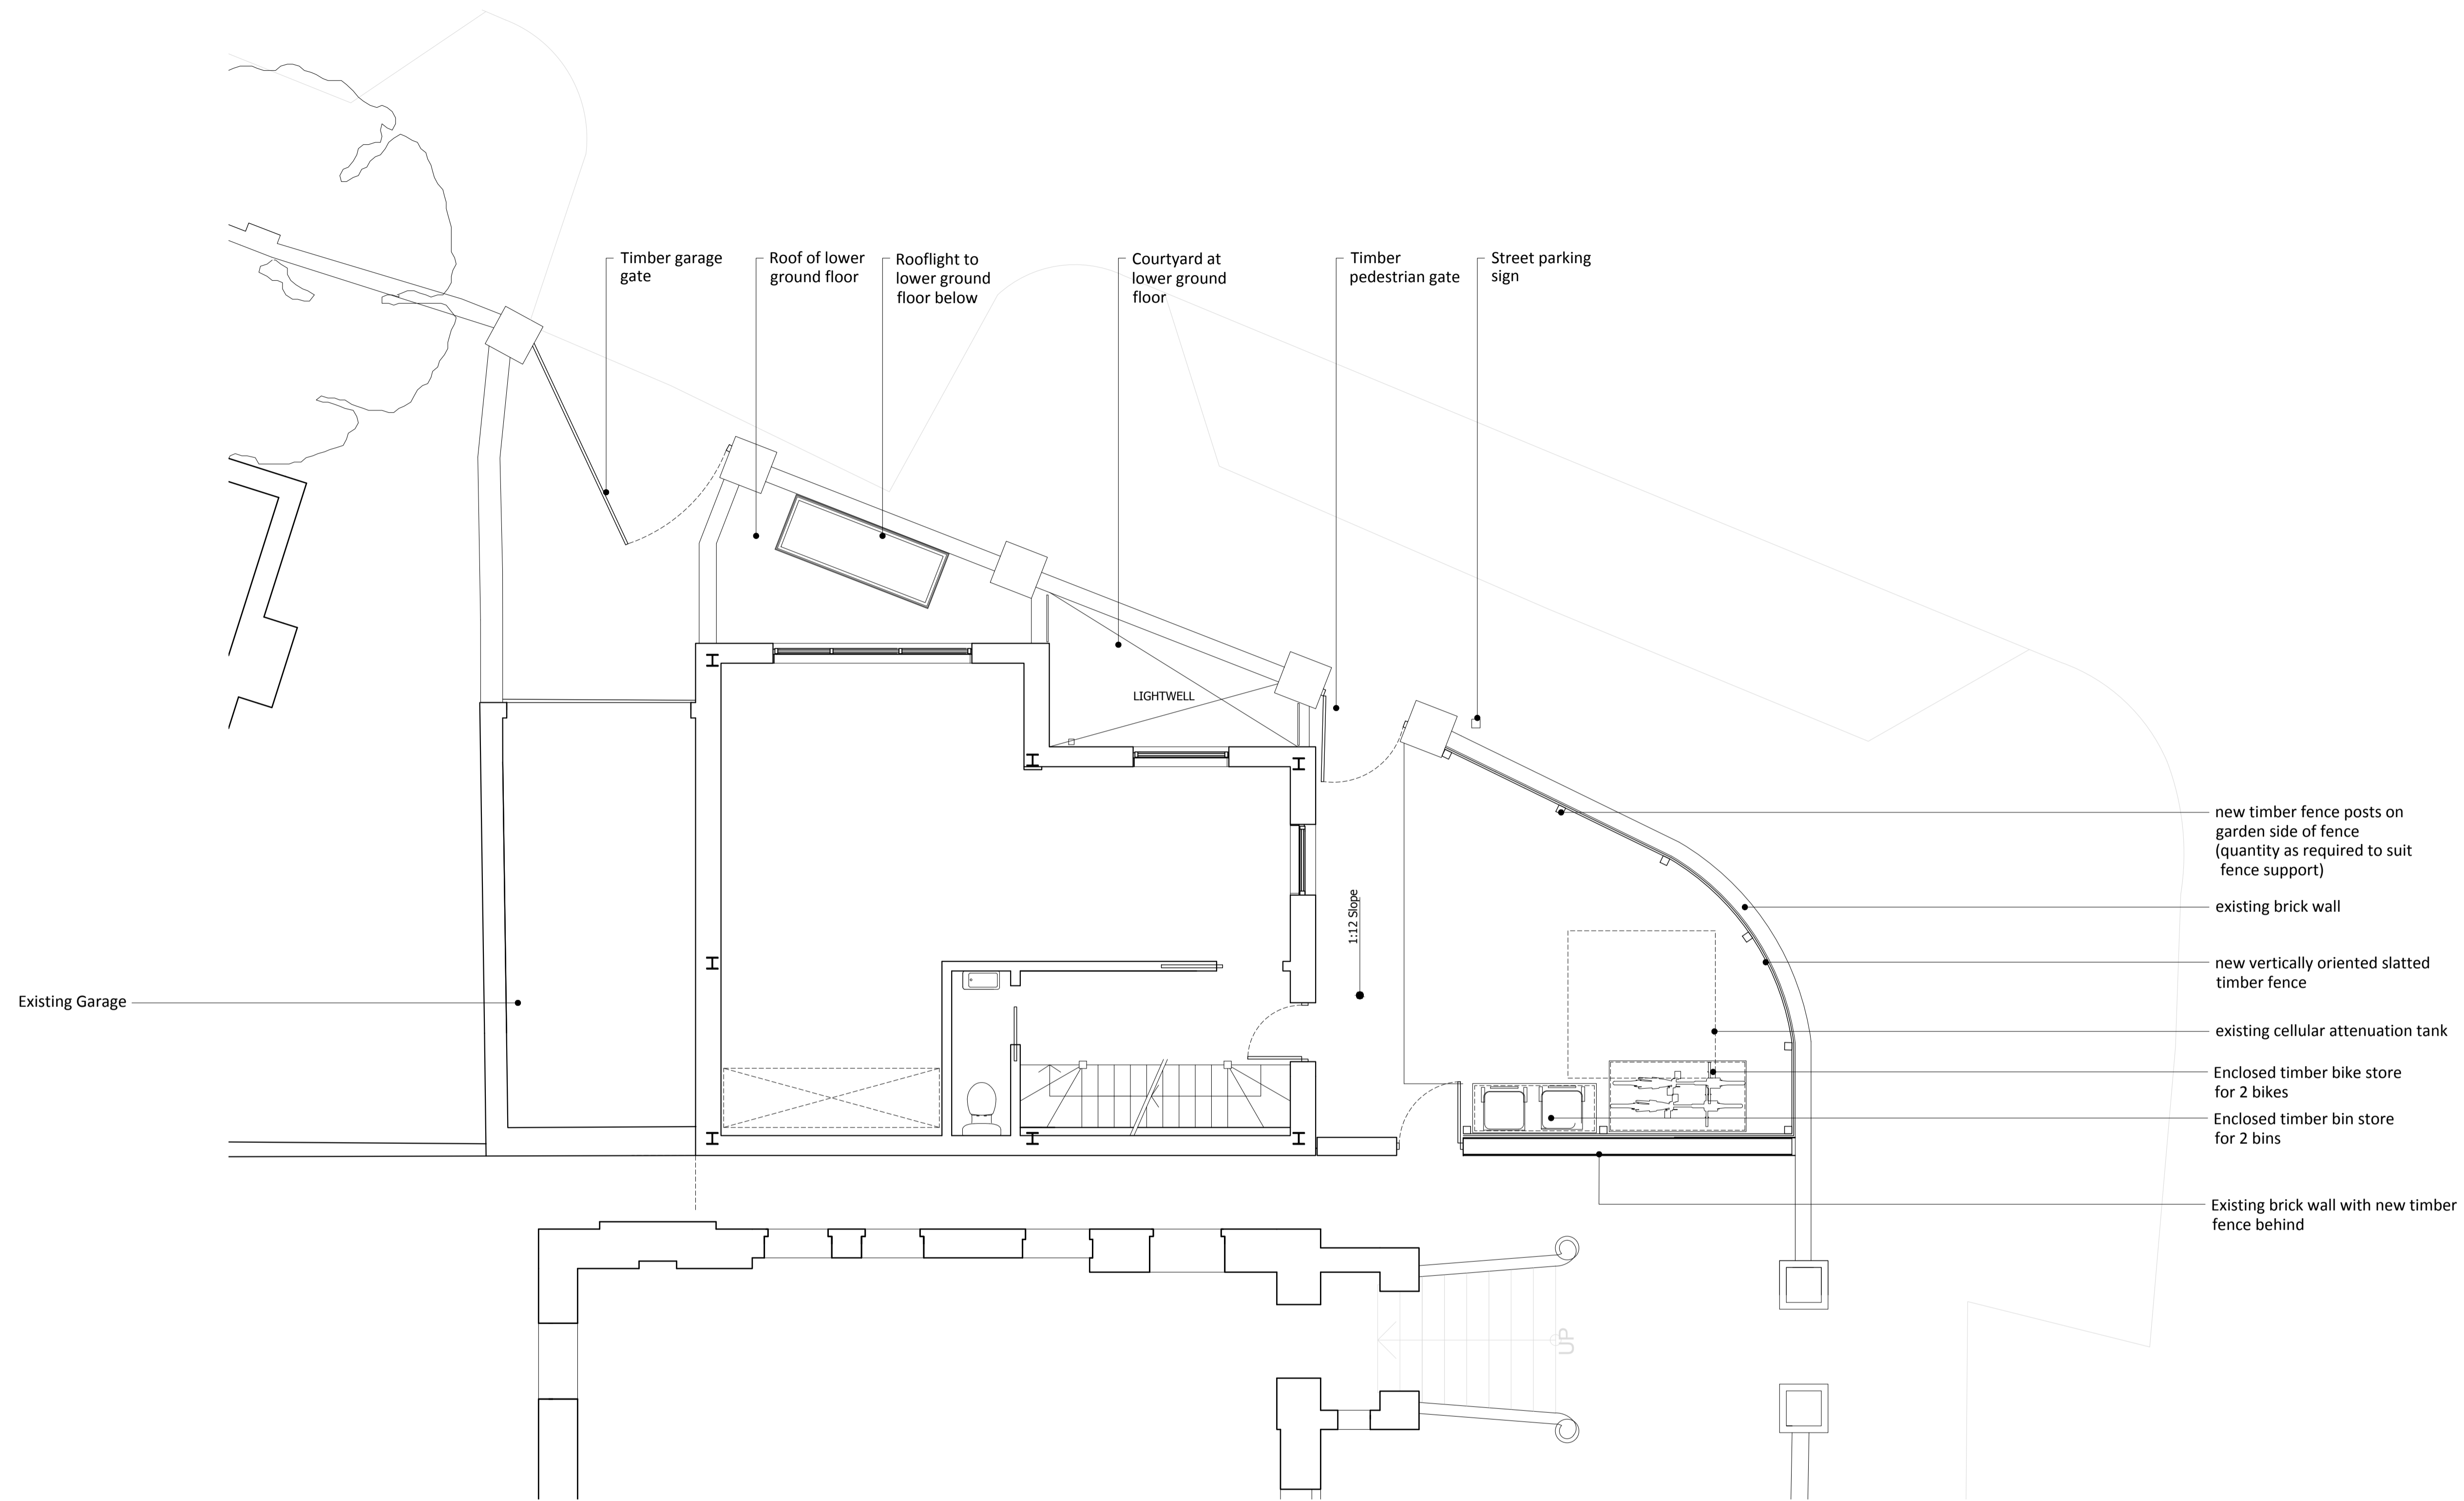 Timber garage
gate
Roof of lower
ground floor
Rooflight to
lower ground
floor below
Courtyard at
lower ground
floor
Timber
pedestrian gate
Street parking
sign
LIGHTWELL
1:12 Slope
new timber fence posts on
garden side of fence
(quantity as required to suit
fence support)
existing brick wall
new vertically oriented slatted
timber fence
Existing Garage
existing cellular attenuation tank
Enclosed timber bike store
for 2 bikes
Enclosed timber bin store
for 2 bins
Existing brick wall with new timber
fence behind
UP